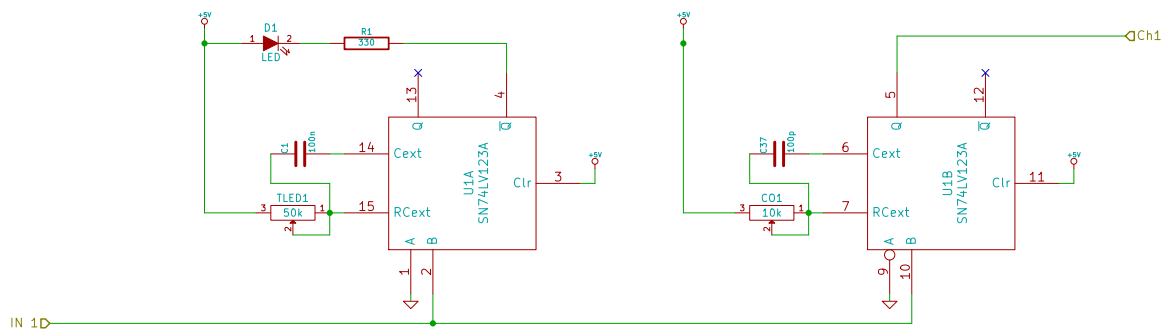 +5V
D1
1
2
LED
R1
330
13
4
Q
Q
C1
100n
14
Cext
U1A
SN74LV123A
Clr
3
+5V
TLED1
3
50k
1
2
15
RCext
A
B
1
2
+5V
5
12
Q
Q
Ch1
C37
100p
6
Cext
U1B
SN74LV123A
Clr
11
+5V
CO1
3
10k
1
2
7
RCext
A
B
9
10
IN 1